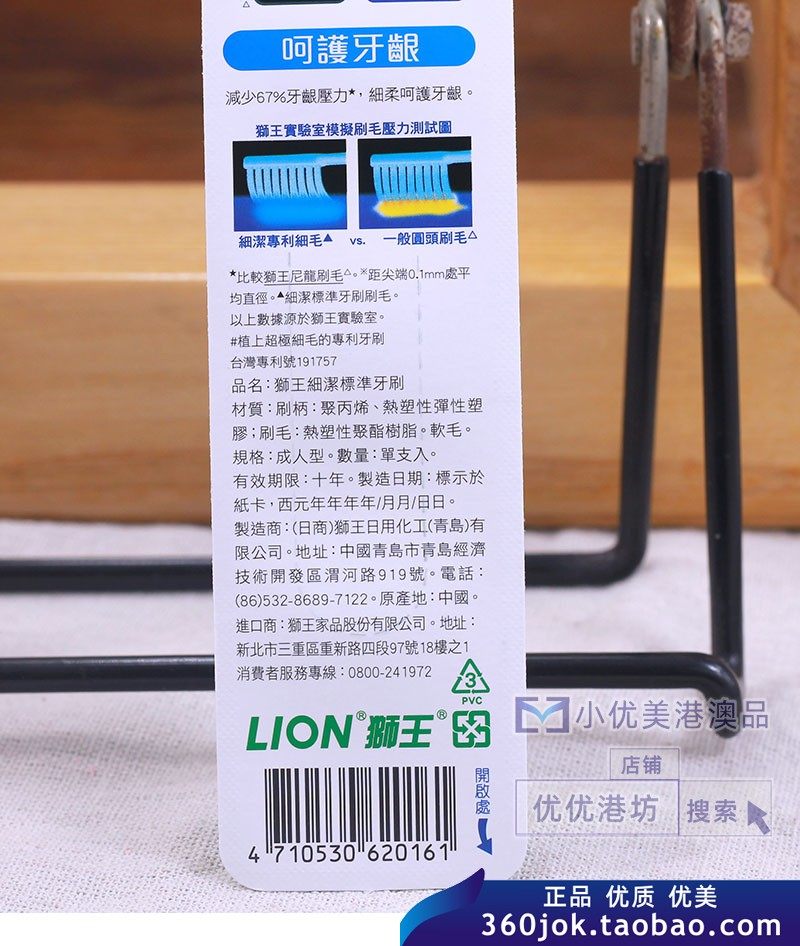 呵護牙齦
減少67%牙齦壓力★，細柔呵護牙齦。
獅王實驗室模擬刷毛壓力測試圖
細潔專利細毛▲ vs. 一般圓頭刷毛△
★比較獅王尼龍刷毛△。※距尖端0.1mm處平
均直徑。▲細潔標準牙刷刷毛。
以上數據源於獅王實驗室。
#植上超極細毛的專利牙刷
台灣專利號191757
品名：獅王細潔標準牙刷
材質：刷柄：聚丙烯、熱塑性彈性塑
膠；刷毛：熱塑性聚酯樹脂。軟毛。
規格：成人型。數量：單支入。
有效期限：十年。製造日期：標示於
紙卡，西元年年年年/月月/日日。
製造商：(日商)獅王日用化工(青島)有
限公司。地址：中國青島市青島經濟
技術開發區渭河路919號。電話：
(86)532-8689-7122。原產地：中國。
進口商：獅王家品股份有限公司。地址：
新北市三重區重新路四段97號18樓之1
消費者服務專線：0800-241972
3
PVC
LION® 獅王®
開啟處
4 710530 620161
小优美港澳品
店铺
优优港坊 搜索
正品 优质 优美
360jok.taobao.com